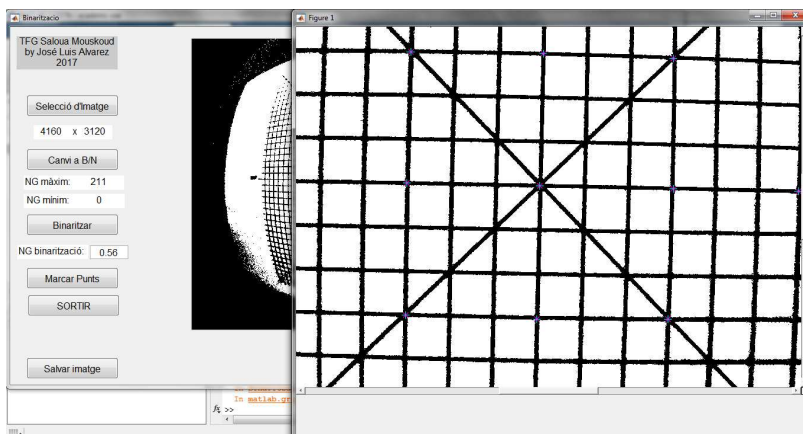 Binaritzacio
TFG Saloua Mouskoud
by José Luis Alvarez
2017
Selecció d'Imatge
4160 x 3120
Canvi a B/N
NG màxim: 211
NG mínim: 0
Binaritzar
NG binarització: 0.56
Marcar Punts
SORTIR
Salvar imatge
Figure 1
In matlab.gr
fx >>